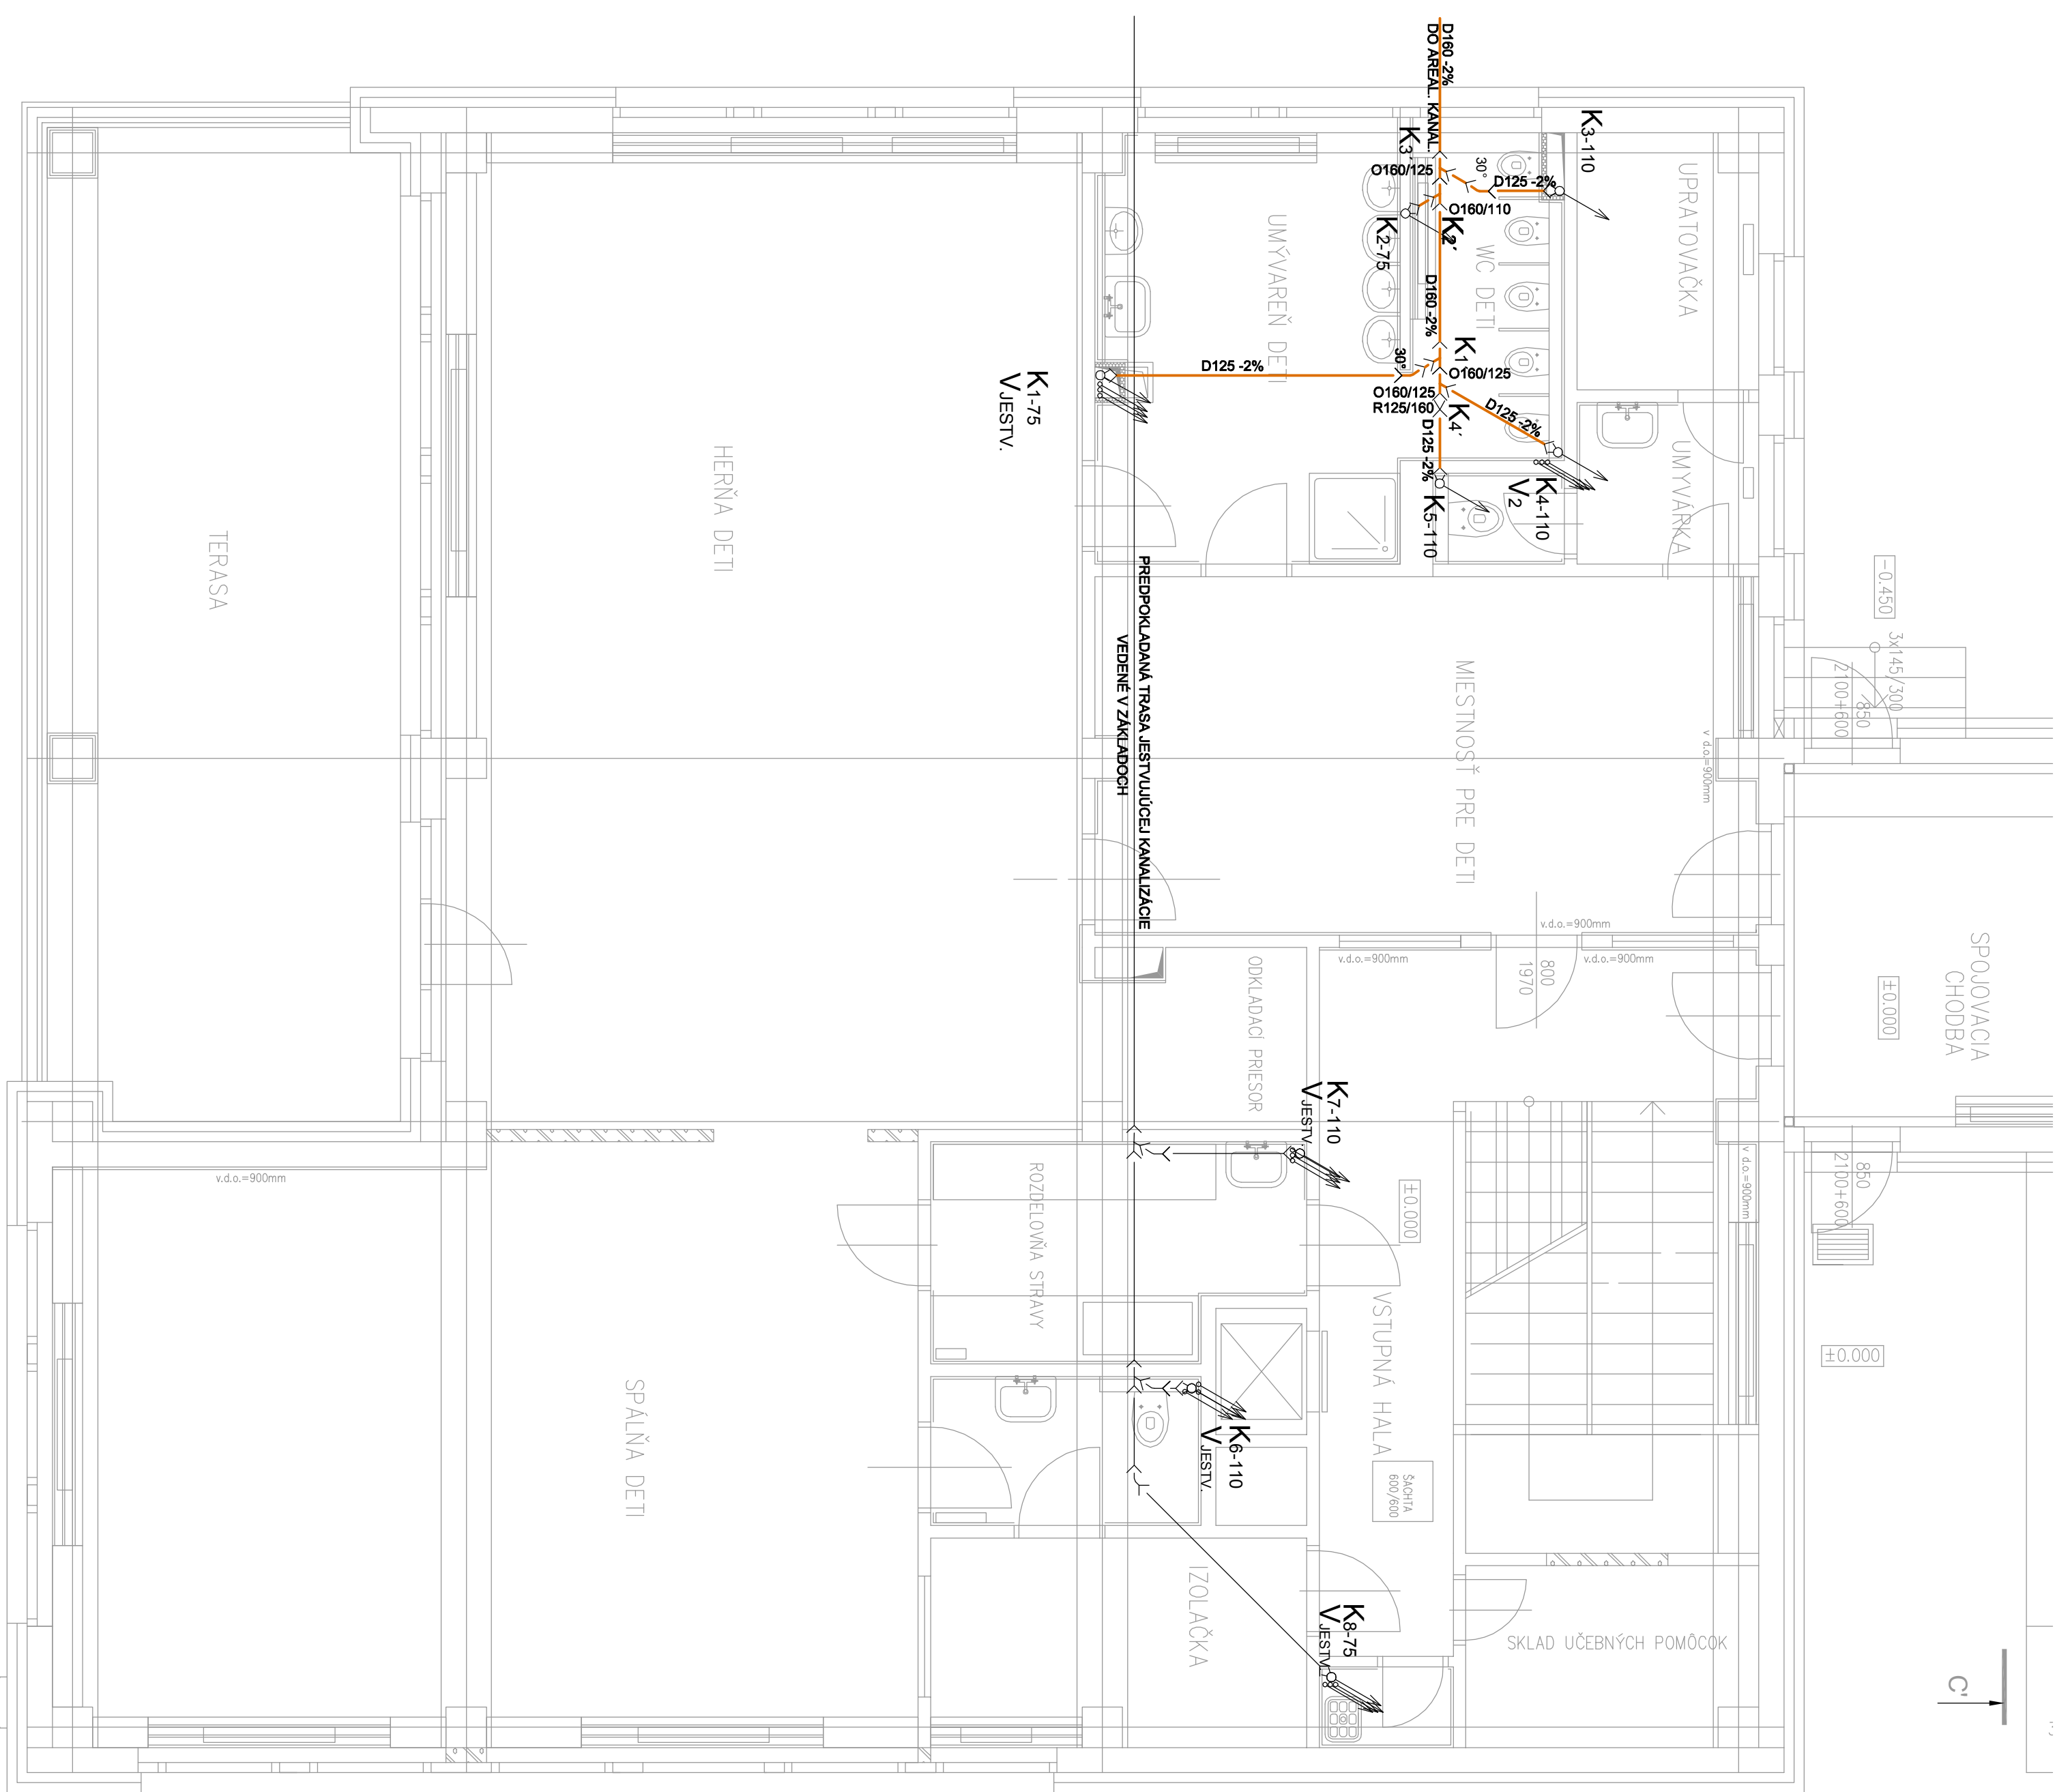 D160 -2%
DO AREAL. KANAL.
K3-110
K3´
O160/125
30°
D125 -2%
O160/110
K2´
K2-75
UPRATOVAČKA
UMÝVAREŇ DETI
WC DETI
D160 -2%
K1´
O160/125
30°
D125 -2%
O160/125
R125/160
K4´
D125 -2%
D125 -2%
K1-75
VJESTV.
K4-110
V2
K5-110
UMYVÁRKA
HERŇA DETI
TERASA
-0.450
3x145/300
850
2100+600
PREDPOKLADANÁ TRASA JESTVUJÚCEJ KANALIZÁCIE
VEDENÉ V ZÁKLADOCH
MIESTNOSŤ PRE DETI
v d.o.=900mm
v.d.o.=900mm
v.d.o.=900mm
v.d.o.=900mm
800
1970
SPOJOVACIA
CHODBA
±0.000
ODKLADACÍ PRIESOR
K7-110
VJESTV.
±0.000
v d.o.=900mm
850
2100+600
v.d.o.=900mm
ROZDELOVŇA STRAVY
VSTUPNÁ HALA
±0.000
SPÁLŇA DETI
K6-110
VJESTV.
ŠACHTA
600/600
IZOLAČKA
K8-75
VJESTV.
SKLAD UČEBNÝCH POMÔCOK
C'